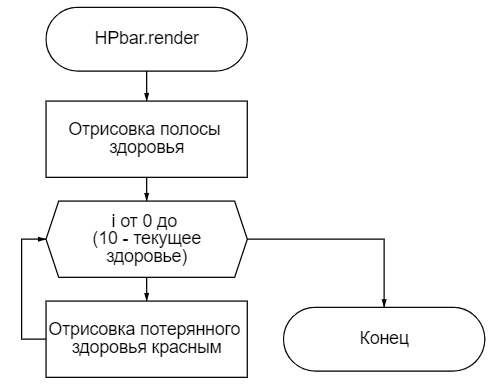 HPbar.render
Отрисовка полосы
здоровья
i от 0 до
(10 - текущее
здоровье)
Отрисовка потерянного
здоровья красным
Конец